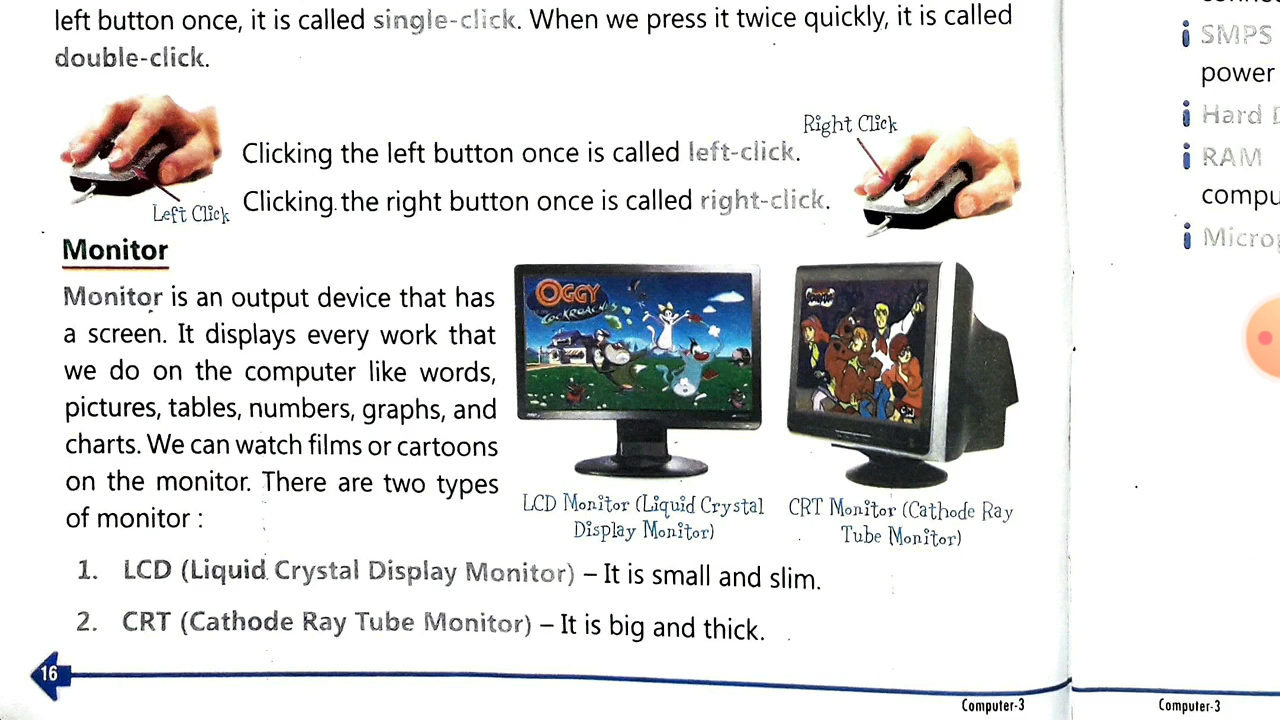 left button once, it is called single-click. When we press it twice quickly, it is called
double-click.
Right Click
Clicking the left button once is called left-click.
Clicking the right button once is called right-click.
Left Click
Monitor
Monitor is an output device that has
a screen. It displays every work that
we do on the computer like words,
pictures, tables, numbers, graphs, and
charts. We can watch films or cartoons
on the monitor. There are two types
of monitor :
OGGY
LCD Monitor (Liquid Crystal
Display Monitor)
CRT Monitor (Cathode Ray
Tube Monitor)
1. LCD (Liquid Crystal Display Monitor) – It is small and slim.
2. CRT (Cathode Ray Tube Monitor) – It is big and thick.
16
Computer-3
SMPS
power
Hard
RAM
compu
Micro
Computer-3